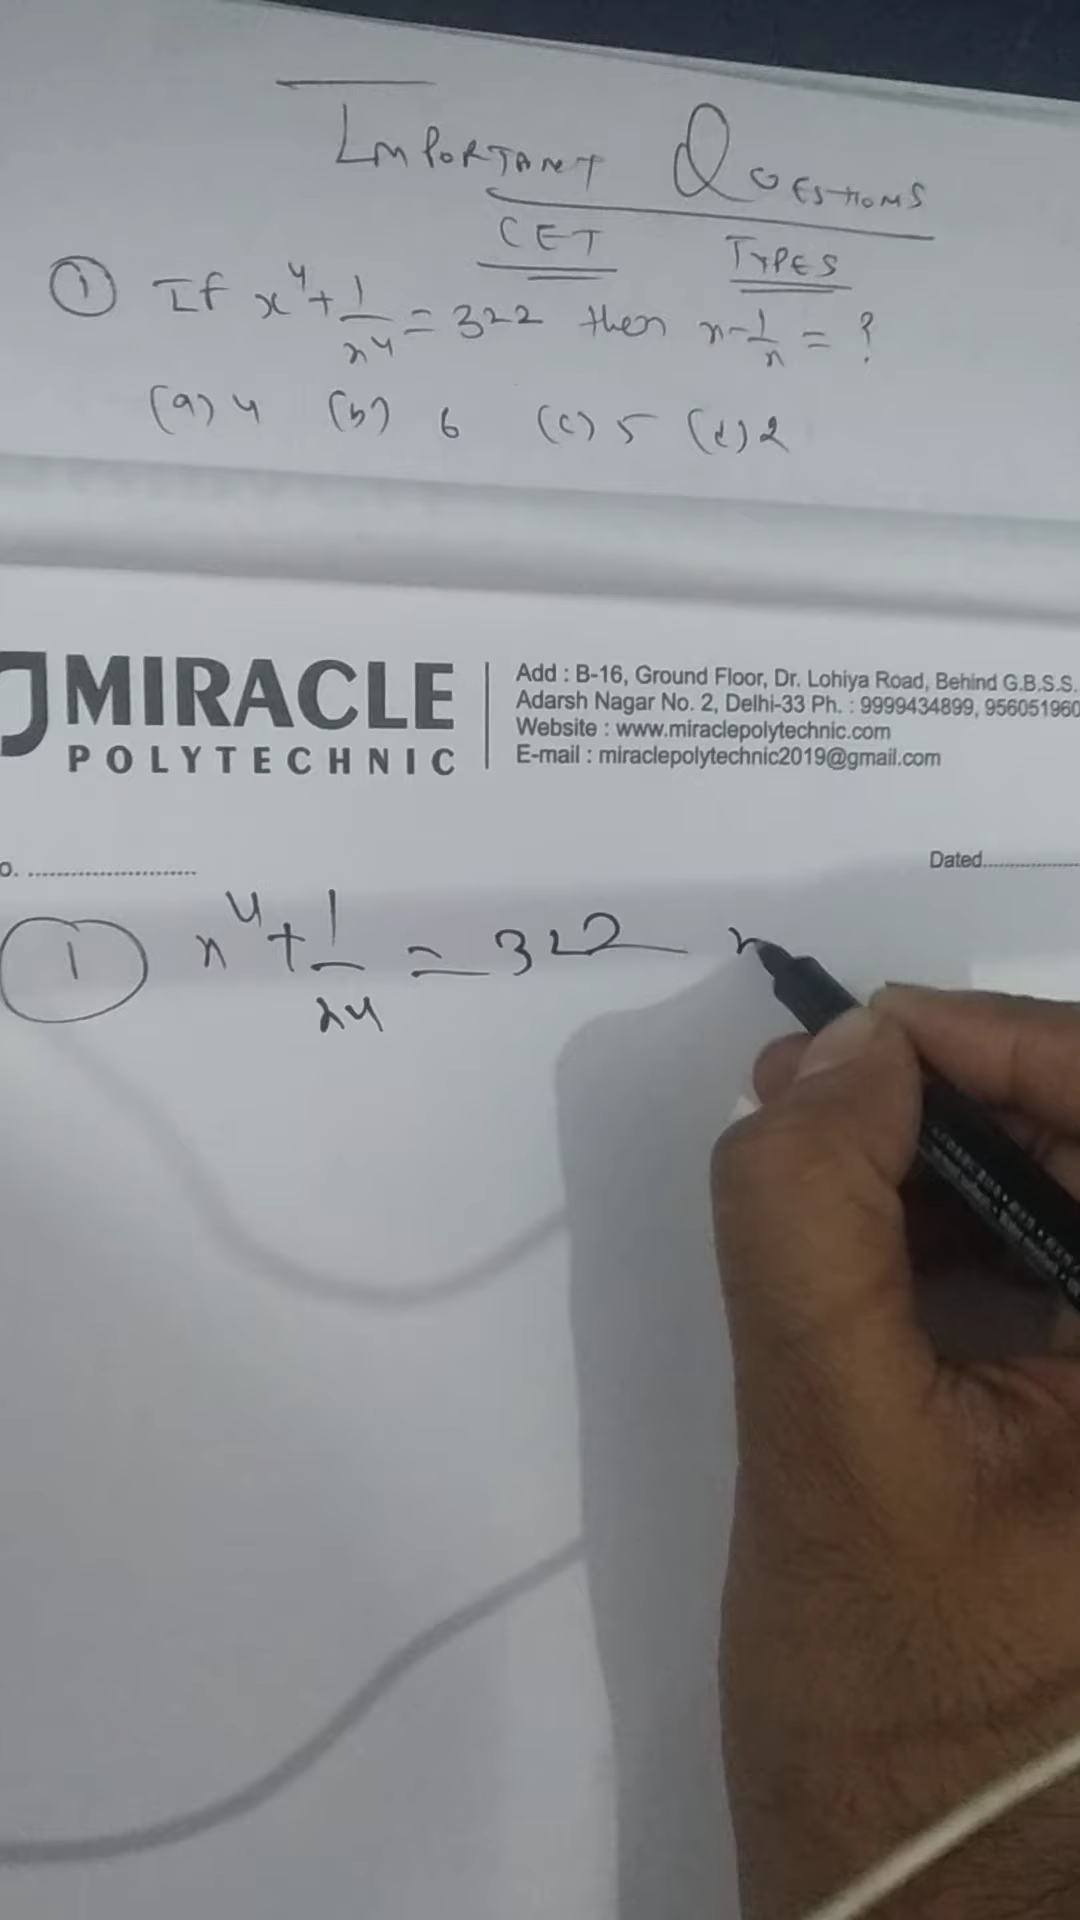 IMPORTANT QUESTIONS
CET TYPES
① If x⁴ + 1/x⁴ = 322 then x - 1/x = ?
(a) 4 (b) 6 (c) 5 (d) 2
MIRACLE
POLYTECHNIC
Add : B-16, Ground Floor, Dr. Lohiya Road, Behind G.B.S.S.
Adarsh Nagar No. 2, Delhi-33 Ph. : 9999434899, 956051960
Website : www.miraclepolytechnic.com
E-mail : miraclepolytechnic2019@gmail.com
o. ........................
Dated..................
① x⁴ + 1/x⁴ = 322